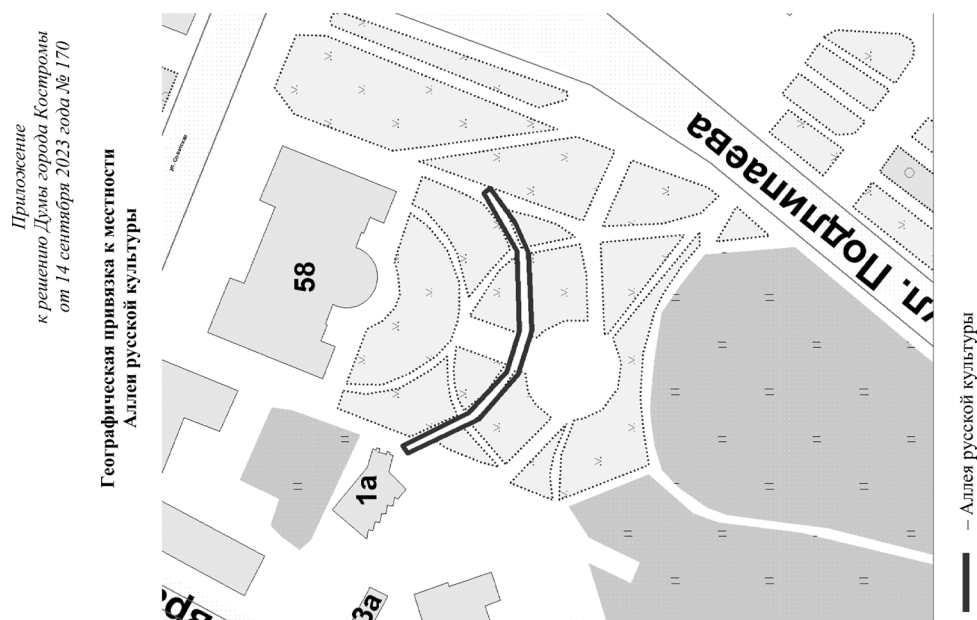 Приложение
к решению Думы города Костромы
от 14 сентября 2023 года № 170
Географическая привязка к местности
Аллеи русской культуры
58
1а
3а
ул. Подлипаева
– Аллея русской культуры